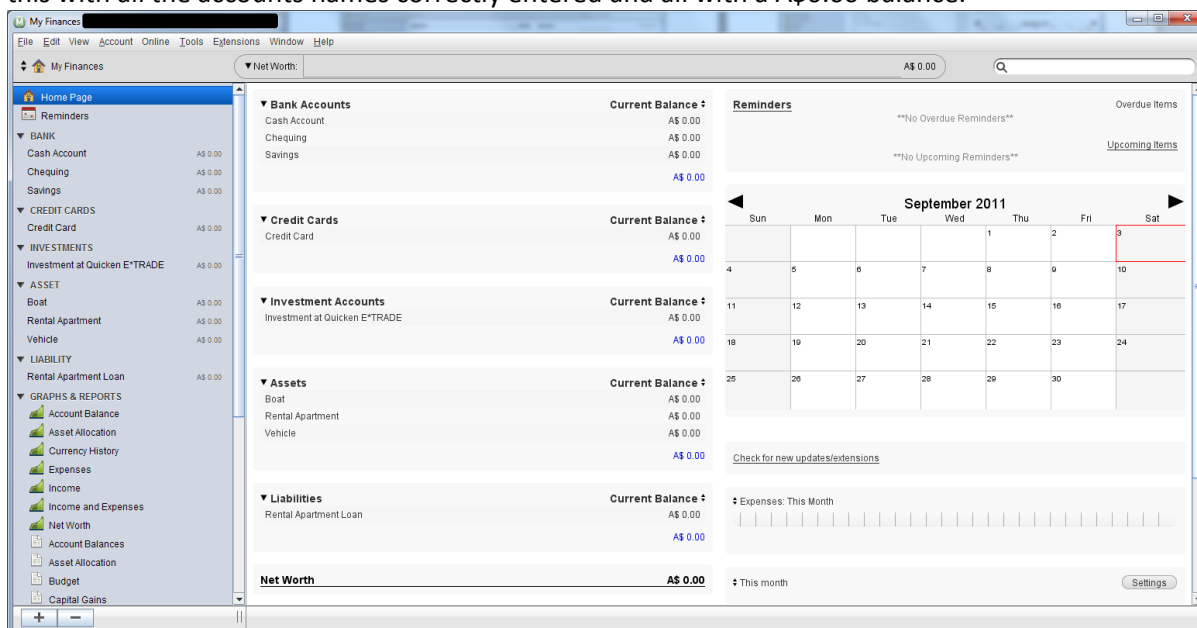 this with all the accounts names correctly entered and all with a A$0.00 balance.
My Finances
File Edit View Account Online Tools Extensions Window Help
My Finances
Net Worth: A$ 0.00
Home Page
Reminders
BANK
Cash Account A$ 0.00
Chequing A$ 0.00
Savings A$ 0.00
CREDIT CARDS
Credit Card A$ 0.00
INVESTMENTS
Investment at Quicken E*TRADE A$ 0.00
ASSET
Boat A$ 0.00
Rental Apartment A$ 0.00
Vehicle A$ 0.00
LIABILITY
Rental Apartment Loan A$ 0.00
GRAPHS & REPORTS
Account Balance
Asset Allocation
Currency History
Expenses
Income
Income and Expenses
Net Worth
Account Balances
Asset Allocation
Budget
Capital Gains
Bank Accounts Current Balance
Cash Account A$ 0.00
Chequing A$ 0.00
Savings A$ 0.00
A$ 0.00
Credit Cards Current Balance
Credit Card A$ 0.00
A$ 0.00
Investment Accounts Current Balance
Investment at Quicken E*TRADE A$ 0.00
A$ 0.00
Assets Current Balance
Boat A$ 0.00
Rental Apartment A$ 0.00
Vehicle A$ 0.00
A$ 0.00
Liabilities Current Balance
Rental Apartment Loan A$ 0.00
A$ 0.00
Net Worth A$ 0.00
Reminders Overdue Items
**No Overdue Reminders**
Upcoming Items
**No Upcoming Reminders**
September 2011
Sun Mon Tue Wed Thu Fri Sat
1 2 3
4 5 6 7 8 9 10
11 12 13 14 15 16 17
18 19 20 21 22 23 24
25 26 27 28 29 30
Check for new updates/extensions
Expenses: This Month
This month Settings